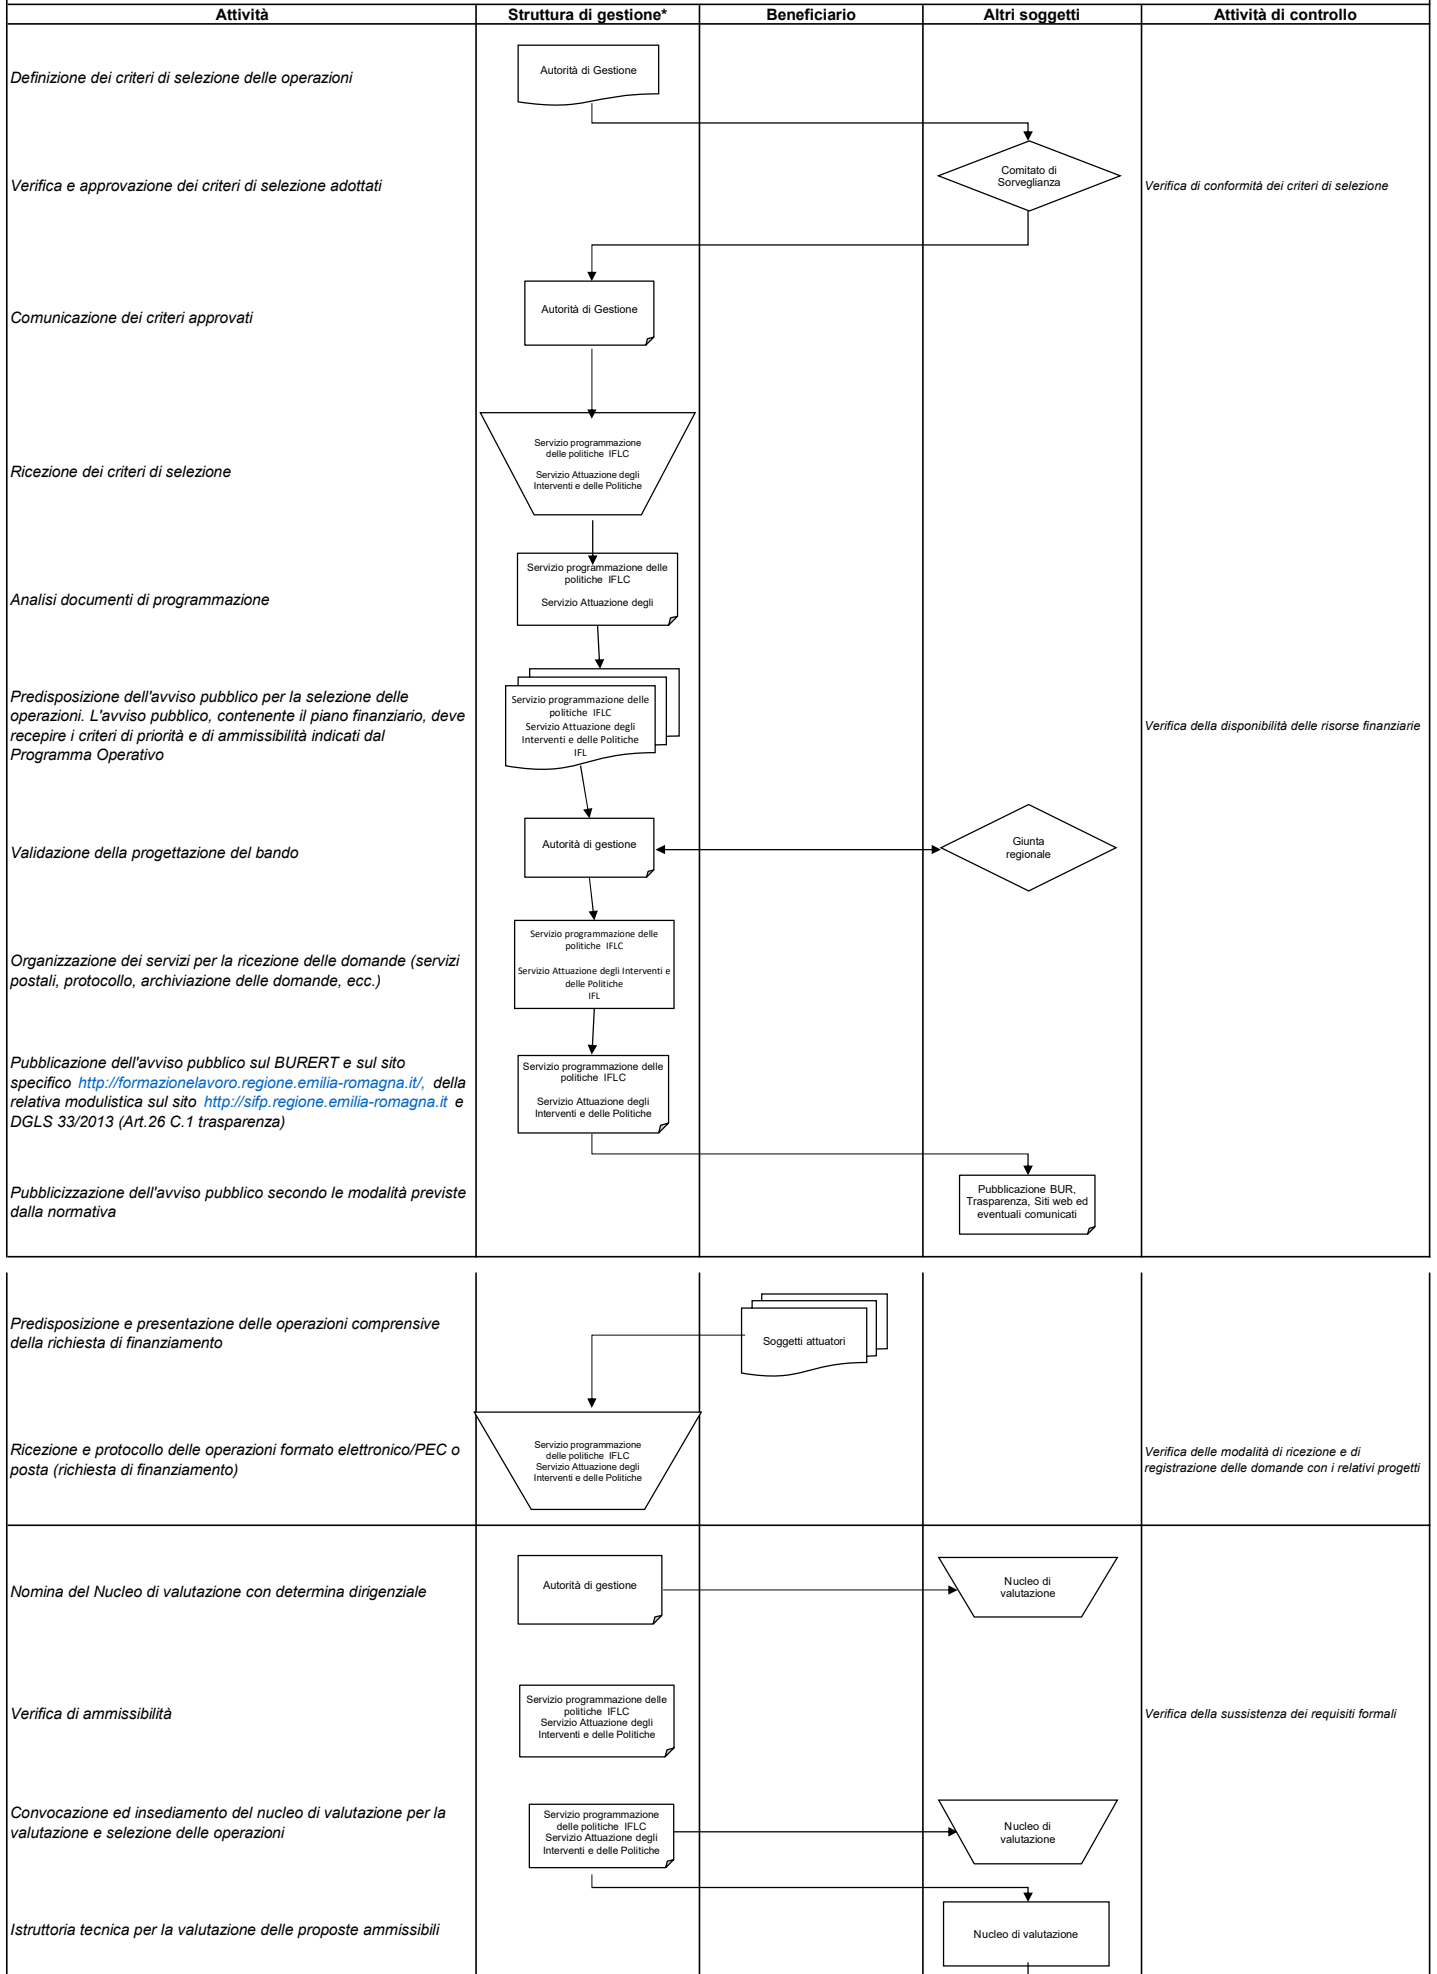 Attività
Struttura di gestione*
Beneficiario
Altri soggetti
Attività di controllo
Definizione dei criteri di selezione delle operazioni
Autorità di Gestione
Verifica e approvazione dei criteri di selezione adottati
Comitato di
Sorveglianza
Verifica di conformità dei criteri di selezione
Comunicazione dei criteri approvati
Autorità di Gestione
Ricezione dei criteri di selezione
Servizio programmazione
delle politiche IFLC
Servizio Attuazione degli
Interventi e delle Politiche
Analisi documenti di programmazione
Servizio programmazione delle
politiche IFLC
Servizio Attuazione degli
Predisposizione dell'avviso pubblico per la selezione delle
operazioni. L'avviso pubblico, contenente il piano finanziario, deve
recepire i criteri di priorità e di ammissibilità indicati dal
Programma Operativo
Servizio programmazione delle
politiche IFLC
Servizio Attuazione degli
Interventi e delle Politiche
IFL
Verifica della disponibilità delle risorse finanziarie
Validazione della progettazione del bando
Autorità di gestione
Giunta
regionale
Organizzazione dei servizi per la ricezione delle domande (servizi
postali, protocollo, archiviazione delle domande, ecc.)
Servizio programmazione delle
politiche IFLC
Servizio Attuazione degli Interventi e
delle Politiche
IFL
Pubblicazione dell'avviso pubblico sul BURERT e sul sito
specifico http://formazionelavoro.regione.emilia-romagna.it/, della
relativa modulistica sul sito http://sifp.regione.emilia-romagna.it e
DGLS 33/2013 (Art.26 C.1 trasparenza)
Servizio programmazione delle
politiche IFLC
Servizio Attuazione degli
Interventi e delle Politiche
Pubblicizzazione dell'avviso pubblico secondo le modalità previste
dalla normativa
Pubblicazione BUR,
Trasparenza, Siti web ed
eventuali comunicati
Predisposizione e presentazione delle operazioni comprensive
della richiesta di finanziamento
Soggetti attuatori
Ricezione e protocollo delle operazioni formato elettronico/PEC o
posta (richiesta di finanziamento)
Servizio programmazione
delle politiche IFLC
Servizio Attuazione degli
Interventi e delle Politiche
Verifica delle modalità di ricezione e di
registrazione delle domande con i relativi progetti
Nomina del Nucleo di valutazione con determina dirigenziale
Autorità di gestione
Nucleo di
valutazione
Verifica di ammissibilità
Servizio programmazione delle
politiche IFLC
Servizio Attuazione degli
Interventi e delle Politiche
Verifica della sussistenza dei requisiti formali
Convocazione ed insediamento del nucleo di valutazione per la
valutazione e selezione delle operazioni
Servizio programmazione
delle politiche IFLC
Servizio Attuazione degli
Interventi e delle Politiche
Nucleo di
valutazione
Istruttoria tecnica per la valutazione delle proposte ammissibili
Nucleo di valutazione